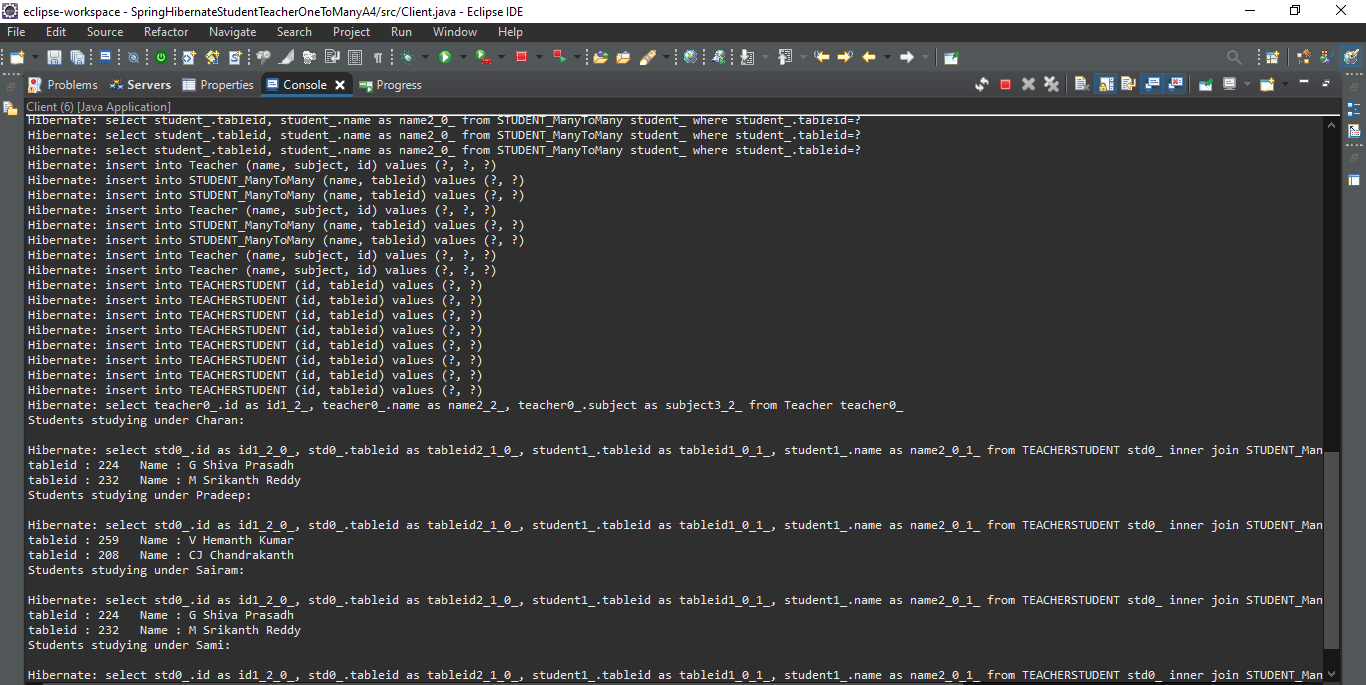 eclipse-workspace - SpringHibernateStudentTeacherOneToManyA4/src/Client.java - Eclipse IDE
File Edit Source Refactor Navigate Search Project Run Window Help
Problems Servers Properties Console Progress
Client (6) [Java Application]
Hibernate: select student_.tableid, student_.name as name2_0_ from STUDENT_ManyToMany student_ where student_.tableid=?
Hibernate: select student_.tableid, student_.name as name2_0_ from STUDENT_ManyToMany student_ where student_.tableid=?
Hibernate: select student_.tableid, student_.name as name2_0_ from STUDENT_ManyToMany student_ where student_.tableid=?
Hibernate: insert into Teacher (name, subject, id) values (?, ?, ?)
Hibernate: insert into STUDENT_ManyToMany (name, tableid) values (?, ?)
Hibernate: insert into STUDENT_ManyToMany (name, tableid) values (?, ?)
Hibernate: insert into Teacher (name, subject, id) values (?, ?, ?)
Hibernate: insert into STUDENT_ManyToMany (name, tableid) values (?, ?)
Hibernate: insert into STUDENT_ManyToMany (name, tableid) values (?, ?)
Hibernate: insert into Teacher (name, subject, id) values (?, ?, ?)
Hibernate: insert into Teacher (name, subject, id) values (?, ?, ?)
Hibernate: insert into TEACHERSTUDENT (id, tableid) values (?, ?)
Hibernate: insert into TEACHERSTUDENT (id, tableid) values (?, ?)
Hibernate: insert into TEACHERSTUDENT (id, tableid) values (?, ?)
Hibernate: insert into TEACHERSTUDENT (id, tableid) values (?, ?)
Hibernate: insert into TEACHERSTUDENT (id, tableid) values (?, ?)
Hibernate: insert into TEACHERSTUDENT (id, tableid) values (?, ?)
Hibernate: insert into TEACHERSTUDENT (id, tableid) values (?, ?)
Hibernate: insert into TEACHERSTUDENT (id, tableid) values (?, ?)
Hibernate: select teacher0_.id as id1_2_, teacher0_.name as name2_2_, teacher0_.subject as subject3_2_ from Teacher teacher0_
Students studying under Charan:
Hibernate: select std0_.id as id1_2_0_, std0_.tableid as tableid2_1_0_, student1_.tableid as tableid1_0_1_, student1_.name as name2_0_1_ from TEACHERSTUDENT std0_ inner join STUDENT_Man
tableid : 224 Name : G Shiva Prasadh
tableid : 232 Name : M Srikanth Reddy
Students studying under Pradeep:
Hibernate: select std0_.id as id1_2_0_, std0_.tableid as tableid2_1_0_, student1_.tableid as tableid1_0_1_, student1_.name as name2_0_1_ from TEACHERSTUDENT std0_ inner join STUDENT_Man
tableid : 259 Name : V Hemanth Kumar
tableid : 208 Name : CJ Chandrakanth
Students studying under Sairam:
Hibernate: select std0_.id as id1_2_0_, std0_.tableid as tableid2_1_0_, student1_.tableid as tableid1_0_1_, student1_.name as name2_0_1_ from TEACHERSTUDENT std0_ inner join STUDENT_Man
tableid : 224 Name : G Shiva Prasadh
tableid : 232 Name : M Srikanth Reddy
Students studying under Sami:
Hibernate: select std0_.id as id1_2_0_, std0_.tableid as tableid2_1_0_, student1_.tableid as tableid1_0_1_, student1_.name as name2_0_1_ from TEACHERSTUDENT std0_ inner join STUDENT_Man